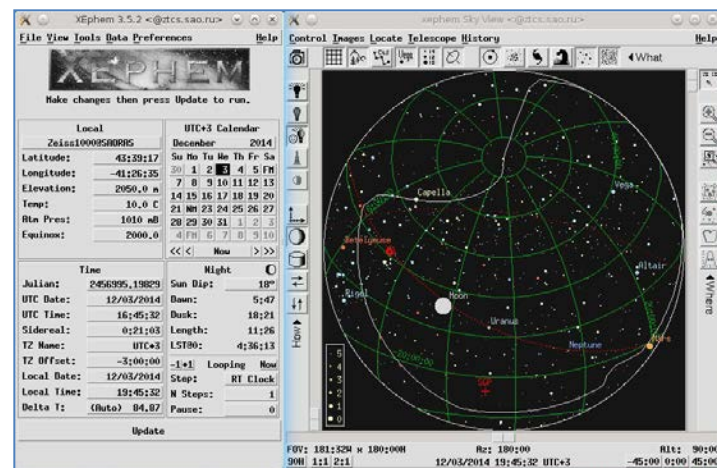 XEphem 3.5.2 <@ztcs.sao.ru>
File View Tools Data Preferences Help
XEPHEM
Make changes then press Update to run.
Local
Zeiss1000@SAORAS
Latitude: 43:39:17
Longitude: -41:26:35
Elevation: 2050.0 m
Temp: 10.0 C
Atm Pres: 1010 mB
Equinox: 2000.0
UTC+3 Calendar
December 2014
Su Mo Tu We Th Fr Sa
30 1 2 3 4 5 FM
7 8 9 10 11 12 13
14 15 16 17 18 19 20
21 NM 23 24 25 26 27
28 29 30 31 1 2 3
4 FM 6 7 8 9 10
<< < Now > >>
Time
Julian: 2456995.19829
UTC Date: 12/03/2014
UTC Time: 16:45:32
Sidereal: 0:21:03
TZ Name: UTC+3
TZ Offset: -3:00:00
Local Date: 12/03/2014
Local Time: 19:45:32
Delta T: (Auto) 84.87
Night
Sun Dip: 18°
Dawn: 5:47
Dusk: 18:21
Length: 11:26
LST@0: 4:36:13
-1+1 Looping Now
Step: RT Clock
N Steps: 1
Pause: 0
Update
xephem Sky View <@ztcs.sao.ru>
Control Images Locate Telescope History Help
What
How
Where
Capella
Vega
Betelgeuse
Rigel
Altair
Moon
Uranus
Neptune
Mars
SGP
-20:00:00
5
4
3
2
1
0
FOV: 181:32W x 180:00H Az: 180:00 Alt: 90:00
90H 1:1 2:1 12/03/2014 19:45:32 UTC+3 -45:00 0:00 45:00